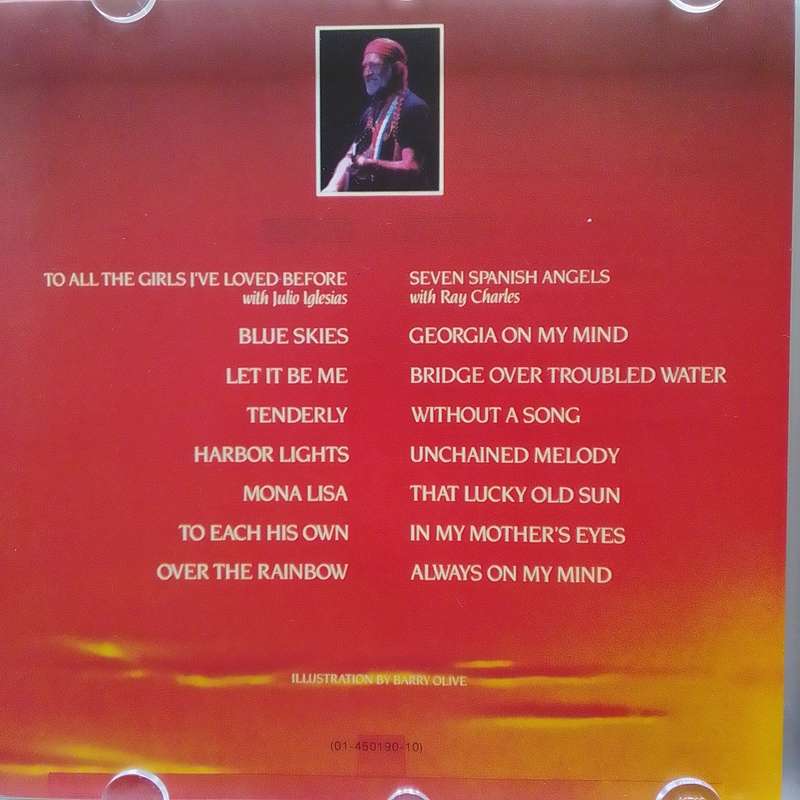 TO ALL THE GIRLS I'VE LOVED BEFORE
with Julio Iglesias
BLUE SKIES
LET IT BE ME
TENDERLY
HARBOR LIGHTS
MONA LISA
TO EACH HIS OWN
OVER THE RAINBOW
SEVEN SPANISH ANGELS
with Ray Charles
GEORGIA ON MY MIND
BRIDGE OVER TROUBLED WATER
WITHOUT A SONG
UNCHAINED MELODY
THAT LUCKY OLD SUN
IN MY MOTHER'S EYES
ALWAYS ON MY MIND
ILLUSTRATION BY BARRY OLIVE
(01-450190-10)